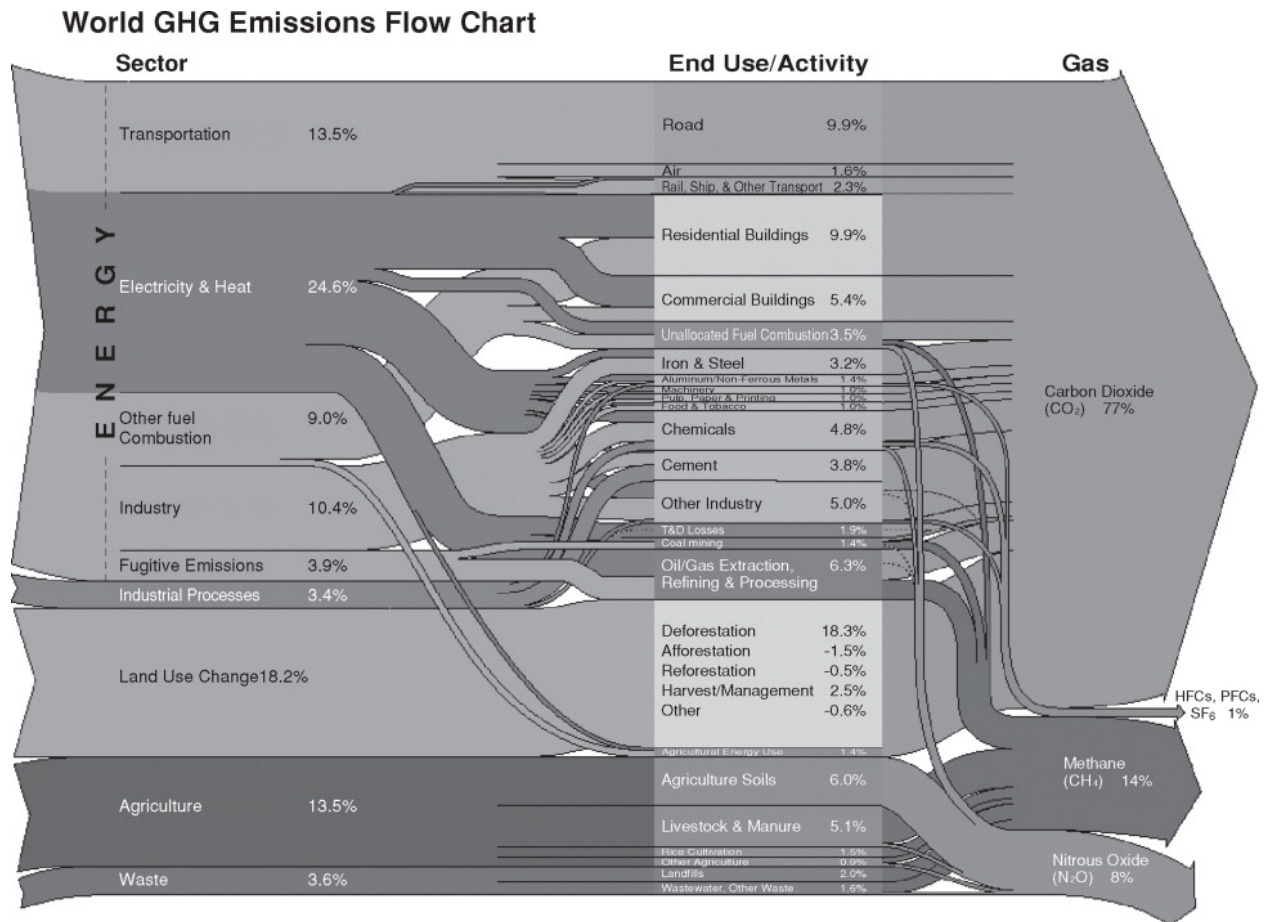 World GHG Emissions Flow Chart
Sector
End Use/Activity
Gas
ENERGY
Transportation 13.5%
Electricity & Heat 24.6%
Other fuel
Combustion 9.0%
Industry 10.4%
Fugitive Emissions 3.9%
Industrial Processes 3.4%
Land Use Change18.2%
Agriculture 13.5%
Waste 3.6%
Road 9.9%
Air 1.6%
Rail, Ship, & Other Transport 2.3%
Residential Buildings 9.9%
Commercial Buildings 5.4%
Unallocated Fuel Combustion3.5%
Iron & Steel 3.2%
Aluminum/Non-Ferrous Metals 1.4%
Machinery 1.0%
Pulp, Paper & Printing 1.0%
Food & Tobacco 1.0%
Chemicals 4.8%
Cement 3.8%
Other Industry 5.0%
T&D Losses 1.9%
Coal mining 1.4%
Oil/Gas Extraction, 6.3%
Refining & Processing
Deforestation 18.3%
Afforestation -1.5%
Reforestation -0.5%
Harvest/Management 2.5%
Other -0.6%
Agricultural Energy Use 1.4%
Agriculture Soils 6.0%
Livestock & Manure 5.1%
Rice Cultivation 1.5%
Other Agriculture 0.9%
Landfills 2.0%
Wastewater, Other Waste 1.6%
Carbon Dioxide
(CO₂) 77%
HFCs, PFCs,
SF₆ 1%
Methane
(CH₄) 14%
Nitrous Oxide
(N₂O) 8%